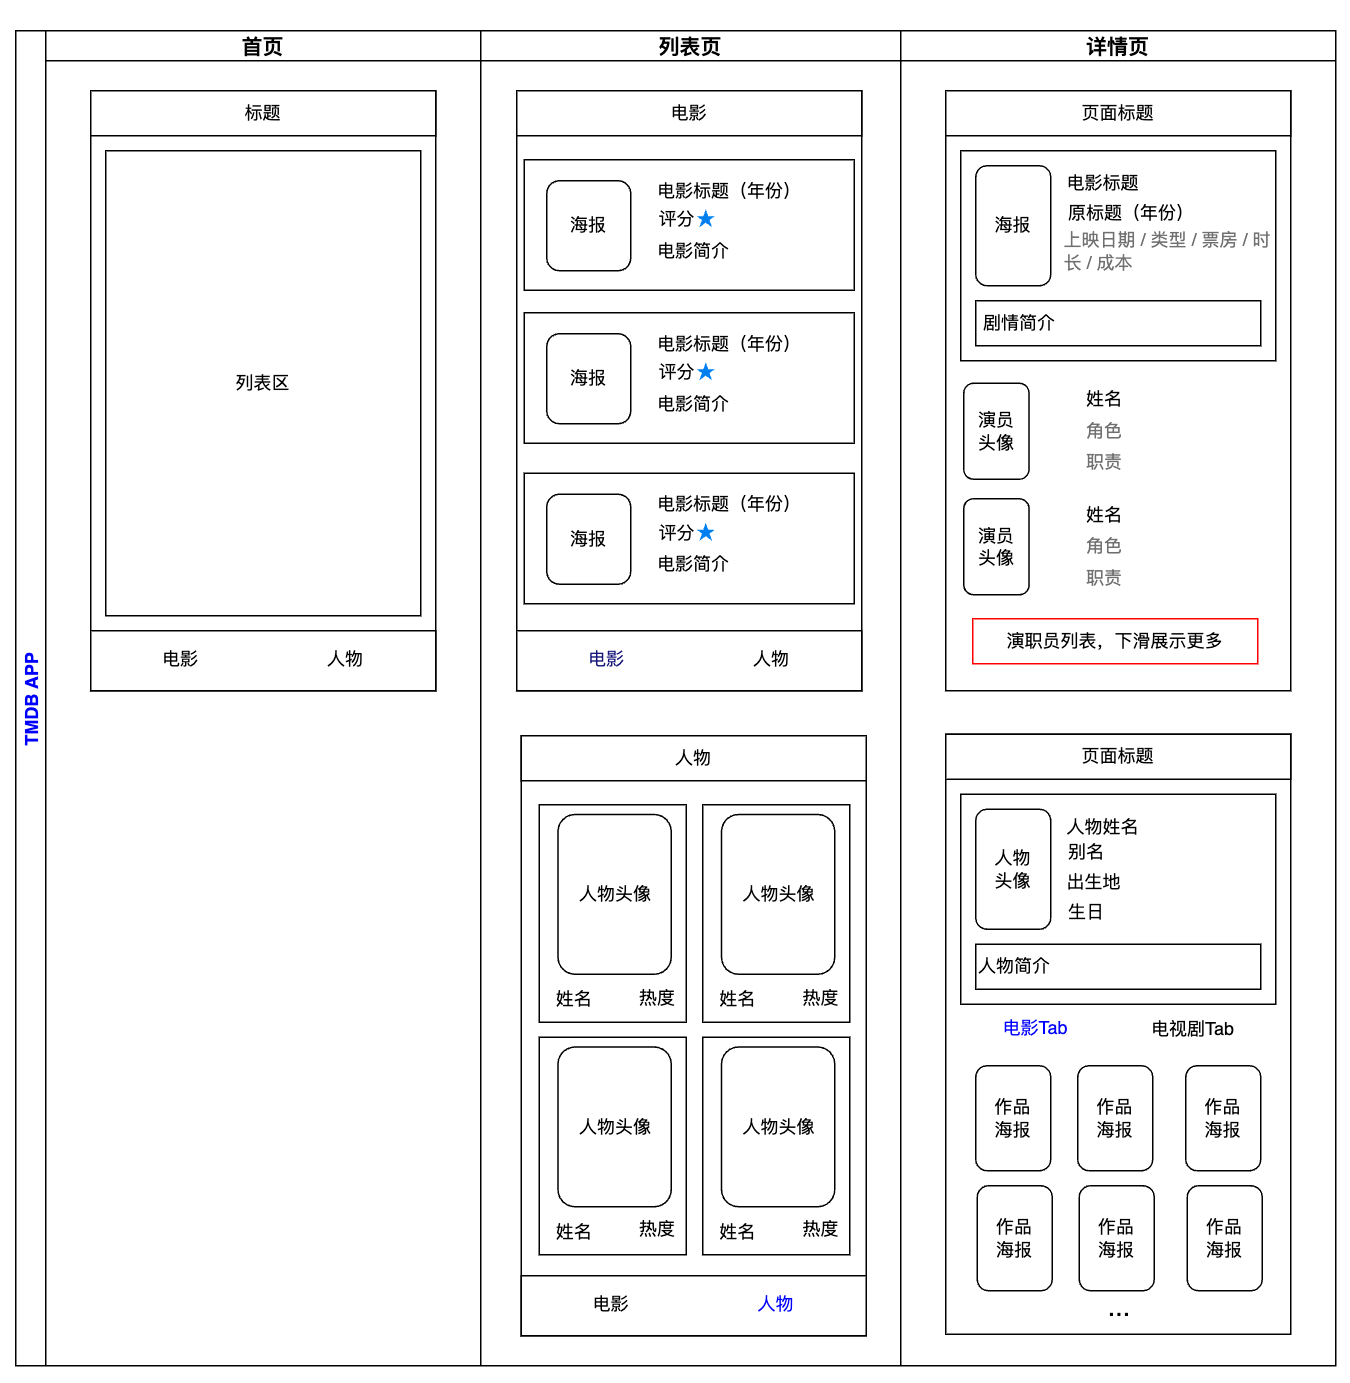 首页
列表页
详情页
TMDB APP
标题
列表区
电影
人物
电影
海报
电影标题（年份）
评分
电影简介
海报
电影标题（年份）
评分
电影简介
海报
电影标题（年份）
评分
电影简介
电影
人物
页面标题
海报
电影标题
原标题（年份）
上映日期 / 类型 / 票房 / 时
长 / 成本
剧情简介
演员
头像
姓名
角色
职责
演员
头像
姓名
角色
职责
演职员列表，下滑展示更多
人物
人物头像
姓名
热度
人物头像
姓名
热度
人物头像
姓名
热度
人物头像
姓名
热度
电影
人物
页面标题
人物
头像
人物姓名
别名
出生地
生日
人物简介
电影Tab
电视剧Tab
作品
海报
作品
海报
作品
海报
作品
海报
作品
海报
作品
海报
...